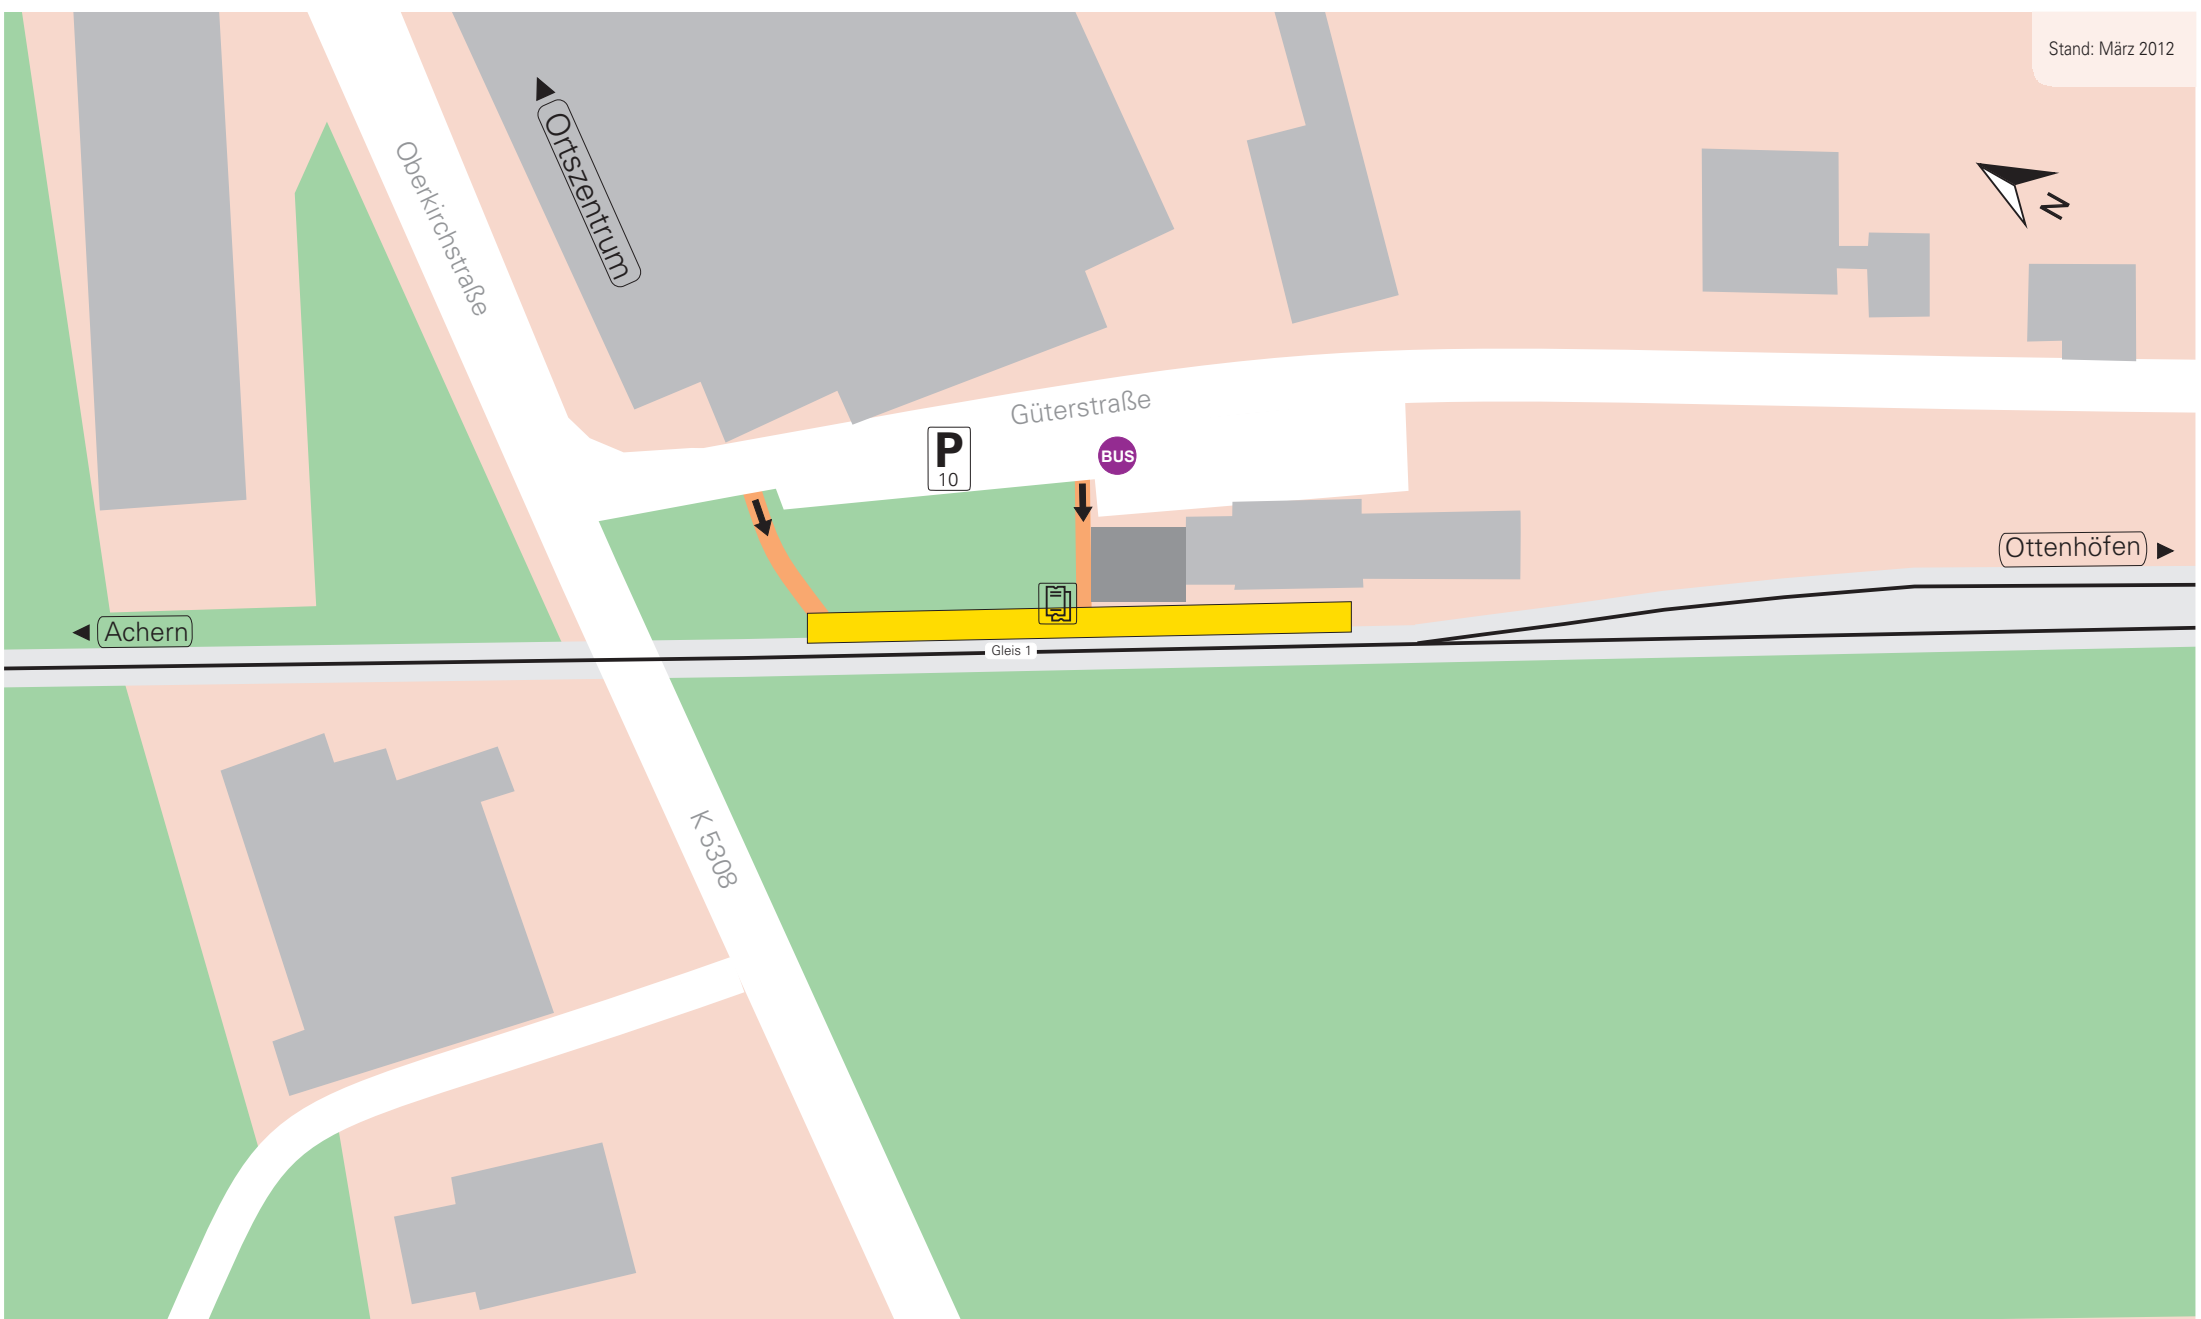 Stand: März 2012
Ortszentrum
Oberkirchstraße
N
Güterstraße
P
10
BUS
Ottenhöfen
Achern
Gleis 1
K 5308